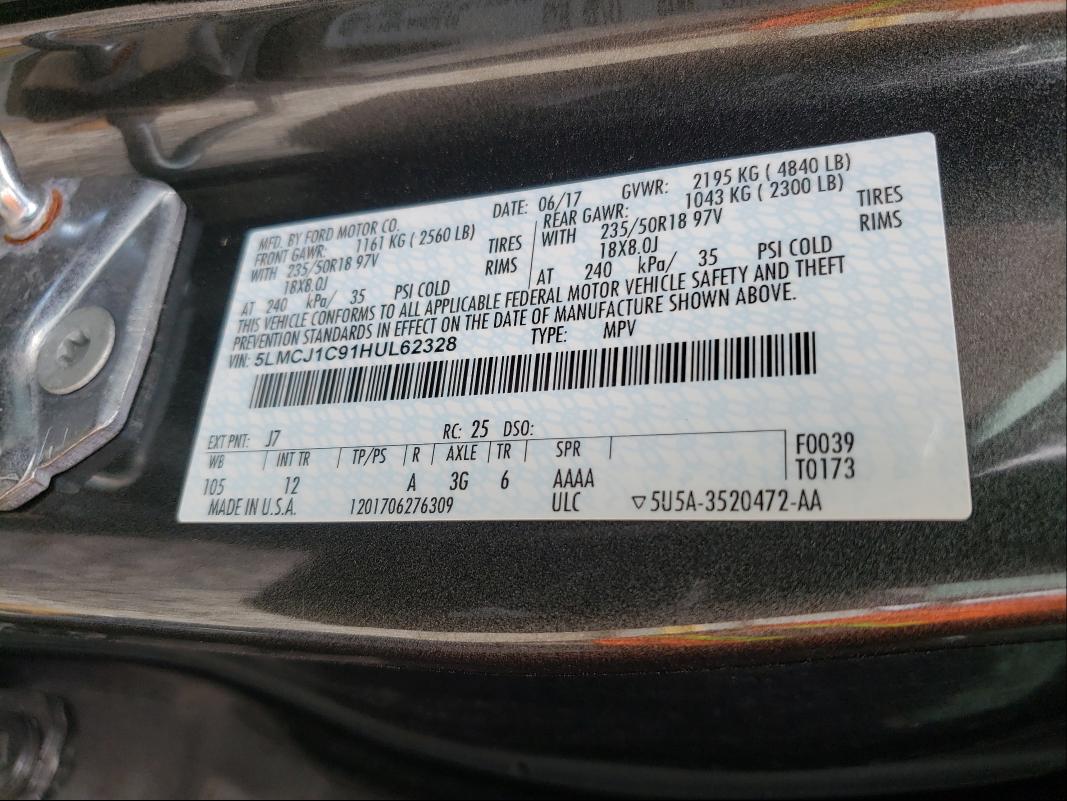 MFD. BY FORD MOTOR CO. DATE: 06/17 GVWR: 2195 KG ( 4840 LB)
FRONT GAWR: 1161 KG ( 2560 LB) REAR GAWR: 1043 KG ( 2300 LB)
WITH 235/50R18 97V TIRES WITH 235/50R18 97V TIRES
18X8.0J RIMS 18X8.0J RIMS
AT 240 kPa/ 35 PSI COLD AT 240 kPa/ 35 PSI COLD
THIS VEHICLE CONFORMS TO ALL APPLICABLE FEDERAL MOTOR VEHICLE SAFETY AND THEFT
PREVENTION STANDARDS IN EFFECT ON THE DATE OF MANUFACTURE SHOWN ABOVE.
VIN: 5LMCJ1C91HUL62328 TYPE: MPV
EXT PNT: J7 RC: 25 DSO:
WB INT TR TP/PS R AXLE TR SPR F0039
105 12 A 3G 6 AAAA T0173
MADE IN U.S.A. 1201706276309 ULC ▽5U5A-3520472-AA